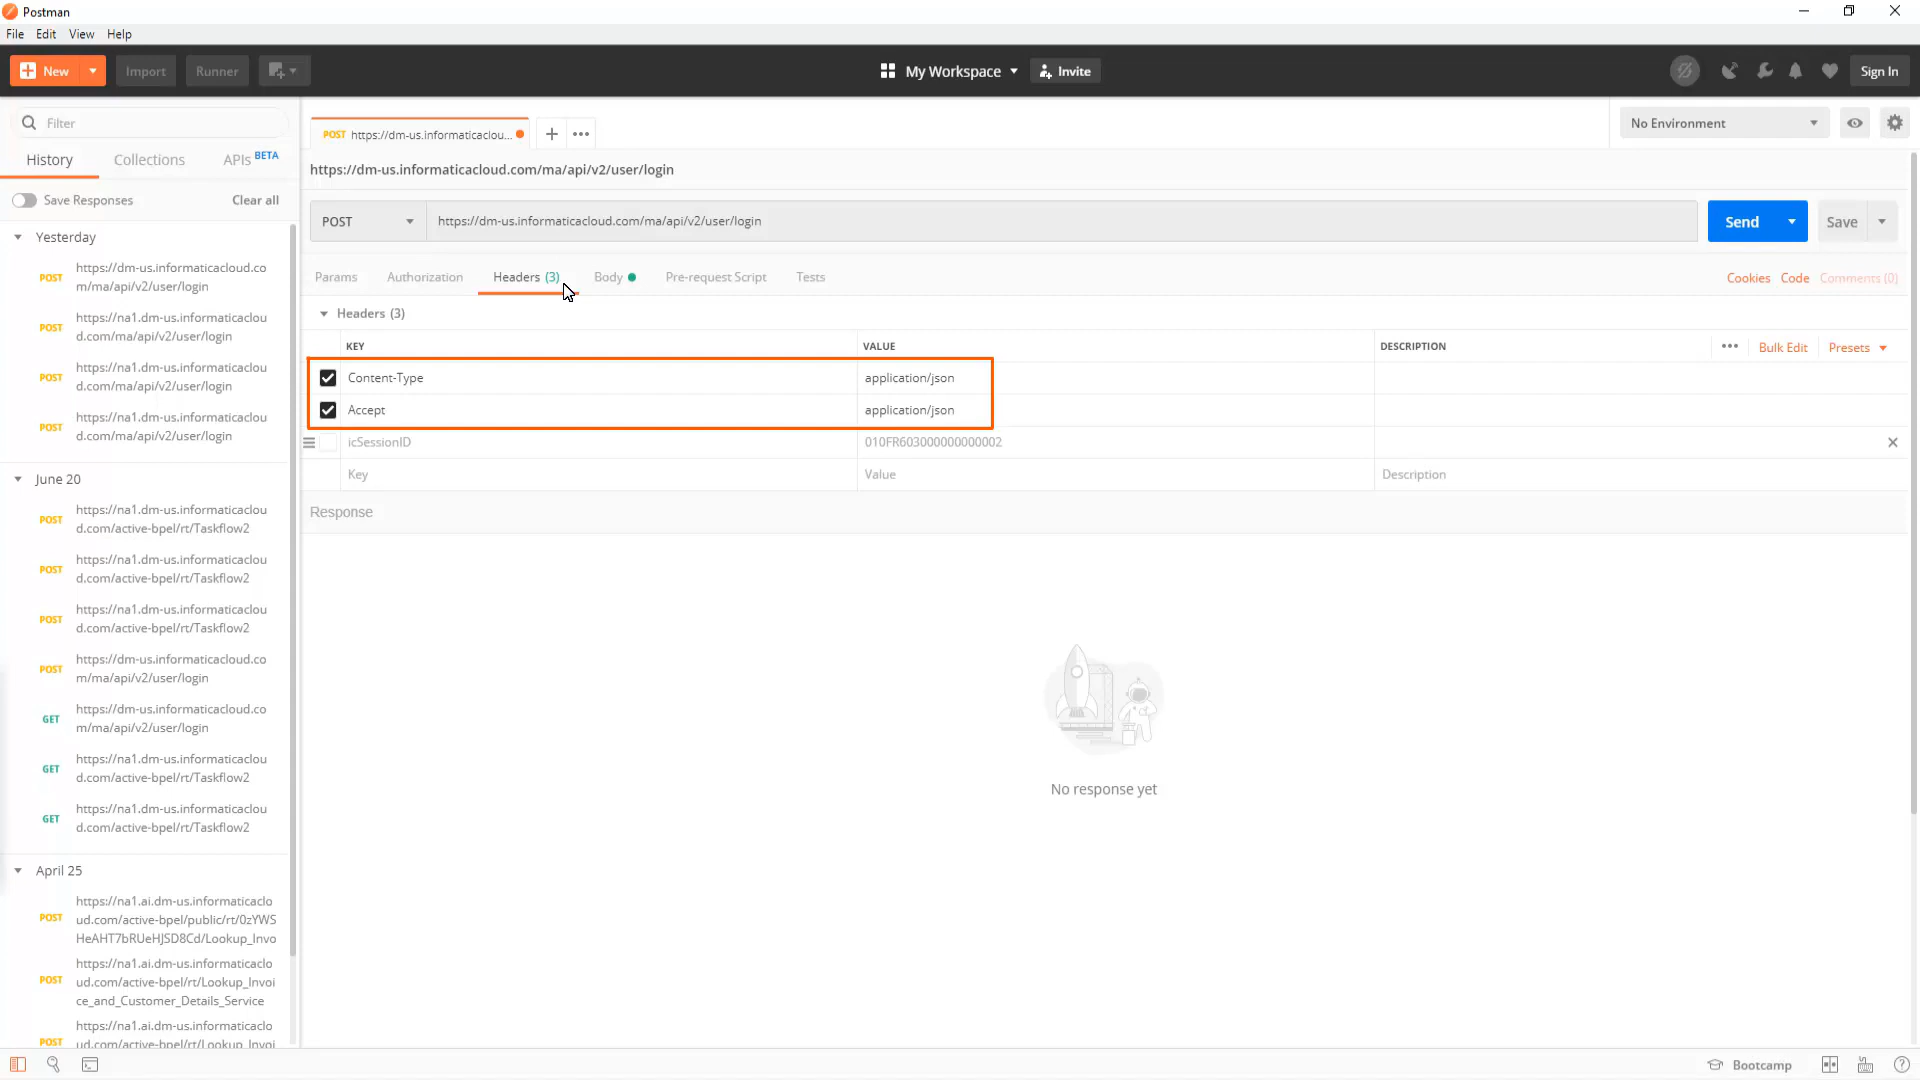 Postman
File Edit View Help
New Import Runner My Workspace Invite Sign In
Filter
History Collections APIs BETA
Save Responses Clear all
Yesterday
POST https://dm-us.informaticacloud.co
m/ma/api/v2/user/login
POST https://na1.dm-us.informaticaclou
d.com/ma/api/v2/user/login
POST https://na1.dm-us.informaticaclou
d.com/ma/api/v2/user/login
POST https://na1.dm-us.informaticaclou
d.com/ma/api/v2/user/login
June 20
POST https://na1.dm-us.informaticaclou
d.com/active-bpel/rt/Taskflow2
POST https://na1.dm-us.informaticaclou
d.com/active-bpel/rt/Taskflow2
POST https://na1.dm-us.informaticaclou
d.com/active-bpel/rt/Taskflow2
POST https://dm-us.informaticacloud.co
m/ma/api/v2/user/login
GET https://dm-us.informaticacloud.co
m/ma/api/v2/user/login
GET https://na1.dm-us.informaticaclou
d.com/active-bpel/rt/Taskflow2
GET https://na1.dm-us.informaticaclou
d.com/active-bpel/rt/Taskflow2
April 25
POST https://na1.ai.dm-us.informaticaclo
ud.com/active-bpel/public/rt/0zYWS
HeAHT7bRUeHJSD8Cd/Lookup_Invo
POST https://na1.ai.dm-us.informaticaclo
ud.com/active-bpel/rt/Lookup_Invoi
ce_and_Customer_Details_Service
POST https://na1.ai.dm-us.informaticaclo
ud.com/active-bpel/rt/Lookup_Invoi
POST https://dm-us.informaticaclou... + •••
No Environment
https://dm-us.informaticacloud.com/ma/api/v2/user/login
POST https://dm-us.informaticacloud.com/ma/api/v2/user/login Send Save
Params Authorization Headers (3) Body Pre-request Script Tests Cookies Code Comments (0)
Headers (3)
KEY VALUE DESCRIPTION ••• Bulk Edit Presets
Content-Type application/json
Accept application/json
icSessionID 010FR603000000000002
Key Value Description
Response
No response yet
Bootcamp